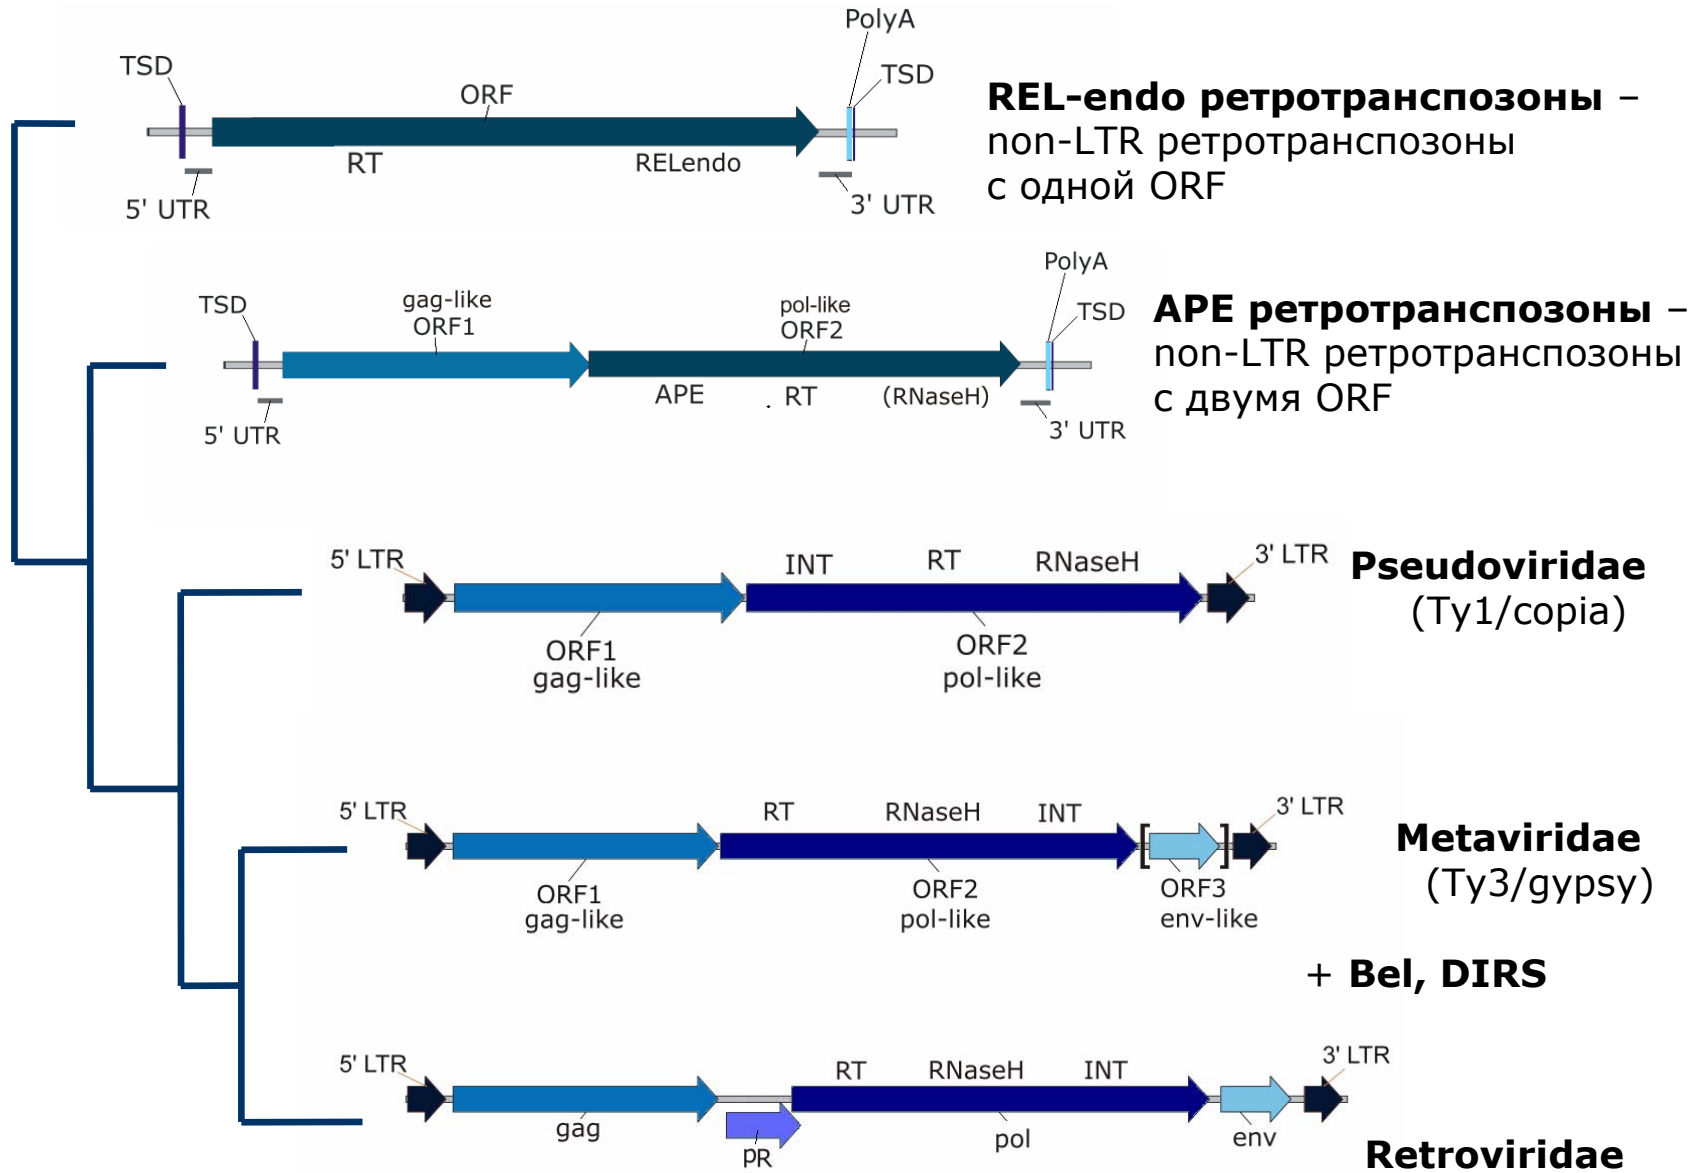 PolyA
TSD
TSD
ORF
RT
RELendo
5' UTR
3' UTR
REL-endo ретротранспозоны –
non-LTR ретротранспозоны
с одной ORF
PolyA
TSD
gag-like
ORF1
pol-like
ORF2
TSD
APE
RT
(RNaseH)
5' UTR
3' UTR
APE ретротранспозоны –
non-LTR ретротранспозоны
с двумя ORF
5' LTR
INT
RT
RNaseH
3' LTR
ORF1
gag-like
ORF2
pol-like
Pseudoviridae
(Ty1/copia)
5' LTR
RT
RNaseH
INT
3' LTR
[ ]
ORF1
gag-like
ORF2
pol-like
ORF3
env-like
Metaviridae
(Ty3/gypsy)
+ Bel, DIRS
5' LTR
RT
RNaseH
INT
3' LTR
gag
pR
pol
env
Retroviridae